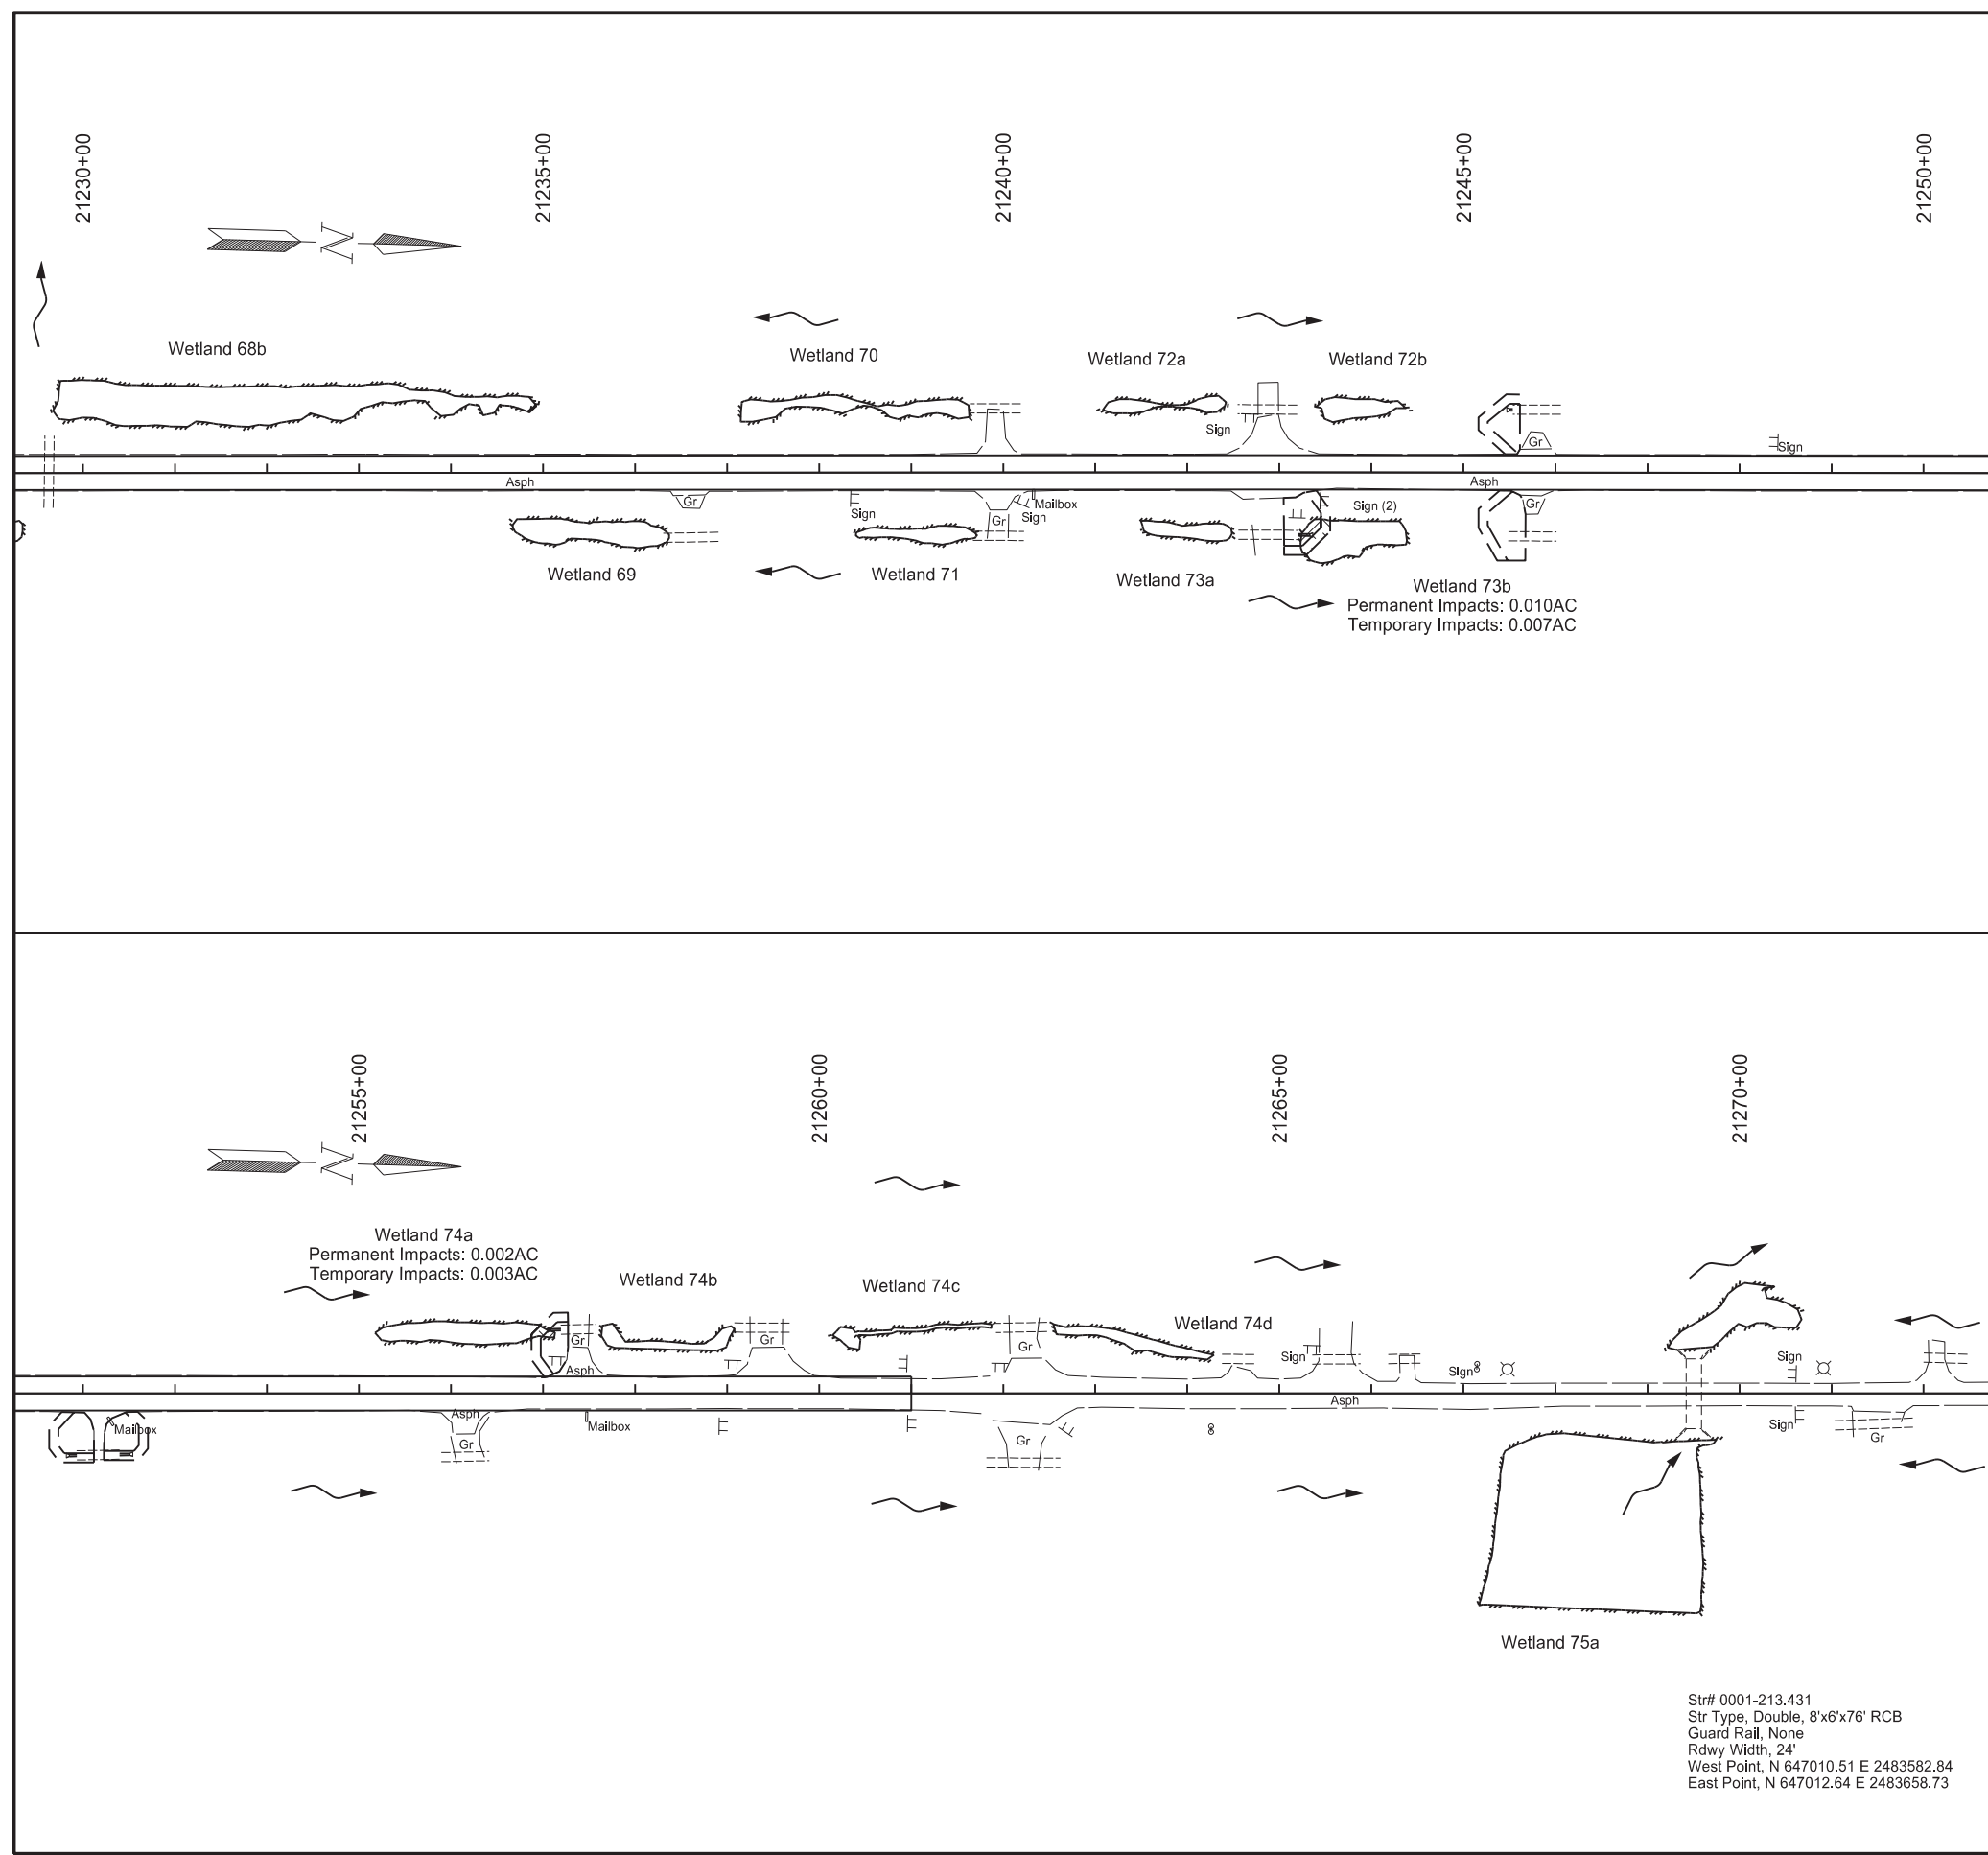 21230+00
21235+00
21240+00
21245+00
21250+00
N
Wetland 68b
Wetland 70
Wetland 72a
Wetland 72b
Sign
Gr
Sign
Asph
Asph
Gr
Sign
Gr
Sign
Mailbox
Sign (2)
Gr
Wetland 69
Wetland 71
Wetland 73a
Wetland 73b
Permanent Impacts: 0.010AC
Temporary Impacts: 0.007AC
21255+00
21260+00
21265+00
21270+00
N
Wetland 74a
Permanent Impacts: 0.002AC
Temporary Impacts: 0.003AC
Wetland 74b
Wetland 74c
Wetland 74d
Gr
Gr
Gr
Asph
Sign
Sign
Sign
Asph
Mailbox
Asph
Gr
Mailbox
Gr
Sign
Gr
Wetland 75a
Str# 0001-213.431
Str Type, Double, 8'x6'x76' RCB
Guard Rail, None
Rdwy Width, 24'
West Point, N 647010.51 E 2483582.84
East Point, N 647012.64 E 2483658.73